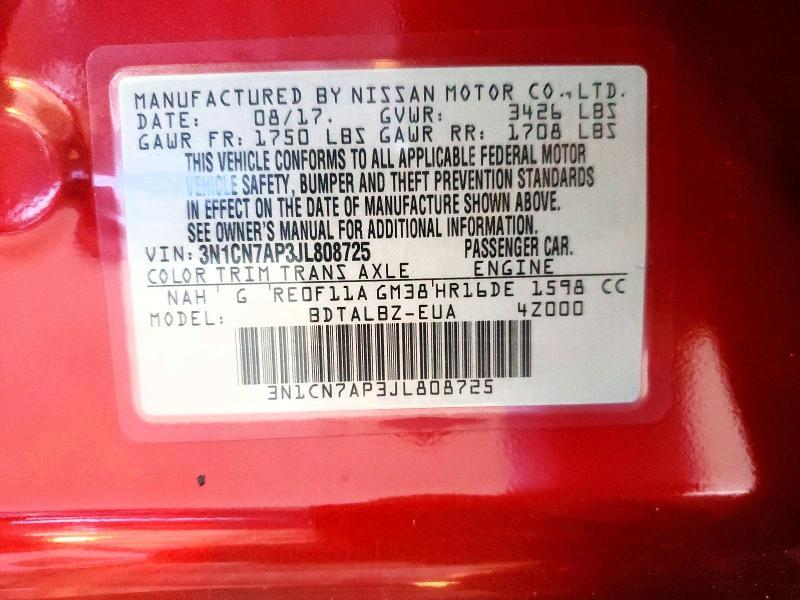 MANUFACTURED BY NISSAN MOTOR CO., LTD.
DATE: 08/17. GVWR: 3426 LBS
GAWR FR: 1750 LBS GAWR RR: 1708 LBS
THIS VEHICLE CONFORMS TO ALL APPLICABLE FEDERAL MOTOR
VEHICLE SAFETY, BUMPER AND THEFT PREVENTION STANDARDS
IN EFFECT ON THE DATE OF MANUFACTURE SHOWN ABOVE.
SEE OWNER'S MANUAL FOR ADDITIONAL INFORMATION.
VIN: 3N1CN7AP3JL808725 PASSENGER CAR.
COLOR TRIM TRANS AXLE ENGINE
NAH ' G 'RE0F11A GM38'HR16DE 1598 CC
MODEL: BDTALBZ-EUA 4Z000
3N1CN7AP3JL808725